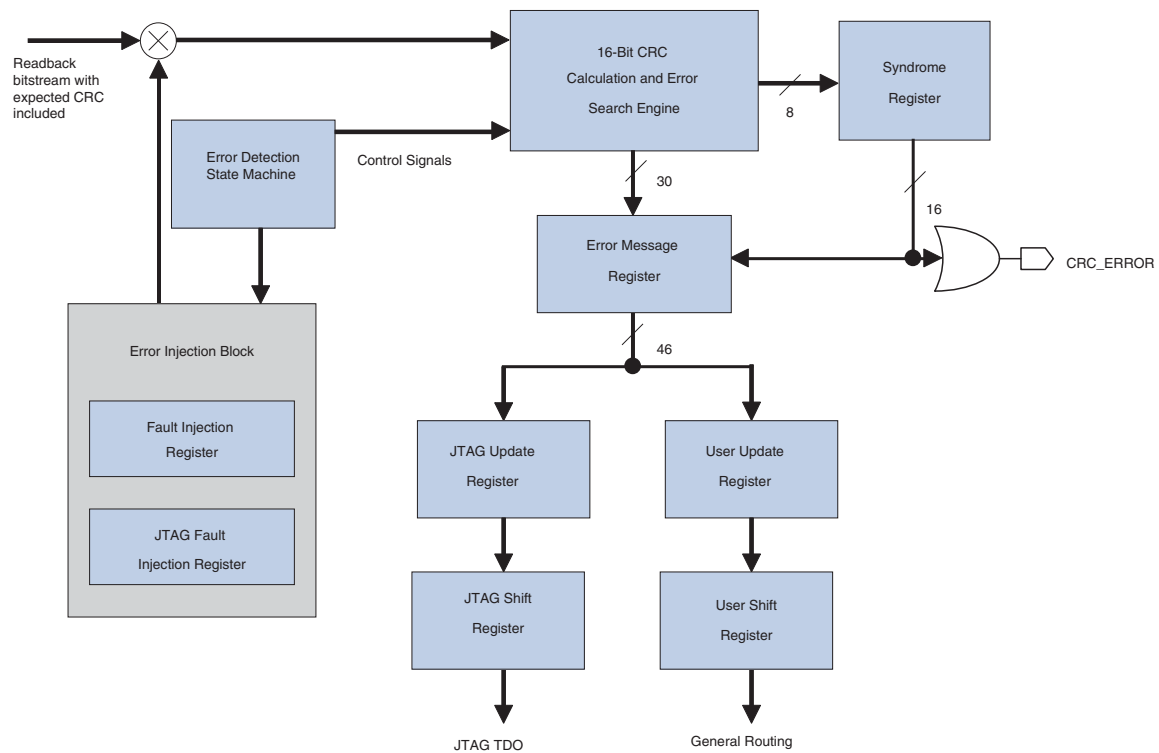 Readback
bitstream with
expected CRC
included
16-Bit CRC
Calculation and Error
Search Engine
8
Syndrome
Register
Error Detection
State Machine
Control Signals
30
16
Error Message
Register
CRC_ERROR
46
Error Injection Block
Fault Injection
Register
JTAG Fault
Injection Register
JTAG Update
Register
User Update
Register
JTAG Shift
Register
User Shift
Register
JTAG TDO
General Routing